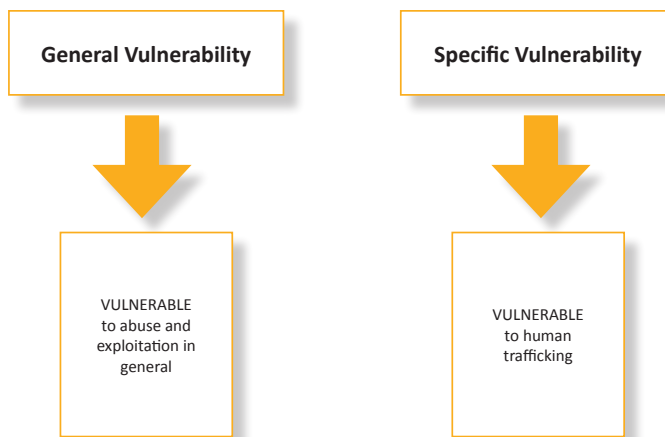 General Vulnerability
Specific Vulnerability
VULNERABLE
to abuse and
exploitation in
general
VULNERABLE
to human
trafficking